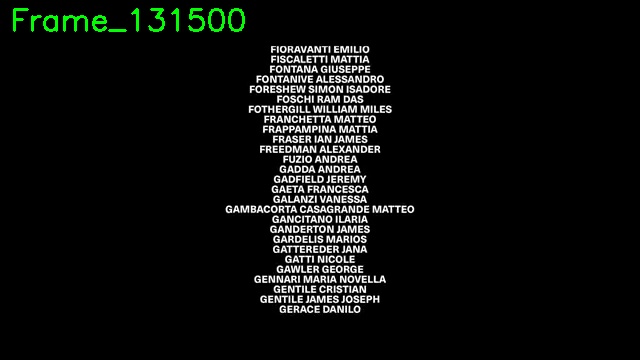 Frame_131500
FIORAVANTI EMILIO
FISCALETTI MATTIA
FONTANA GIUSEPPE
FONTANIVE ALESSANDRO
FORESHEW SIMON ISADORE
FOSCHI RAM DAS
FOTHERGILL WILLIAM MILES
FRANCHETTA MATTEO
FRAPPAMPINA MATTIA
FRASER IAN JAMES
FREEDMAN ALEXANDER
FUZIO ANDREA
GADDA ANDREA
GADFIELD JEREMY
GAETA FRANCESCA
GALANZI VANESSA
GAMBACORTA CASAGRANDE MATTEO
GANCITANO ILARIA
GANDERTON JAMES
GARDELIS MARIOS
GATTEREDER JANA
GATTI NICOLE
GAWLER GEORGE
GENNARI MARIA NOVELLA
GENTILE CRISTIAN
GENTILE JAMES JOSEPH
GERACE DANILO